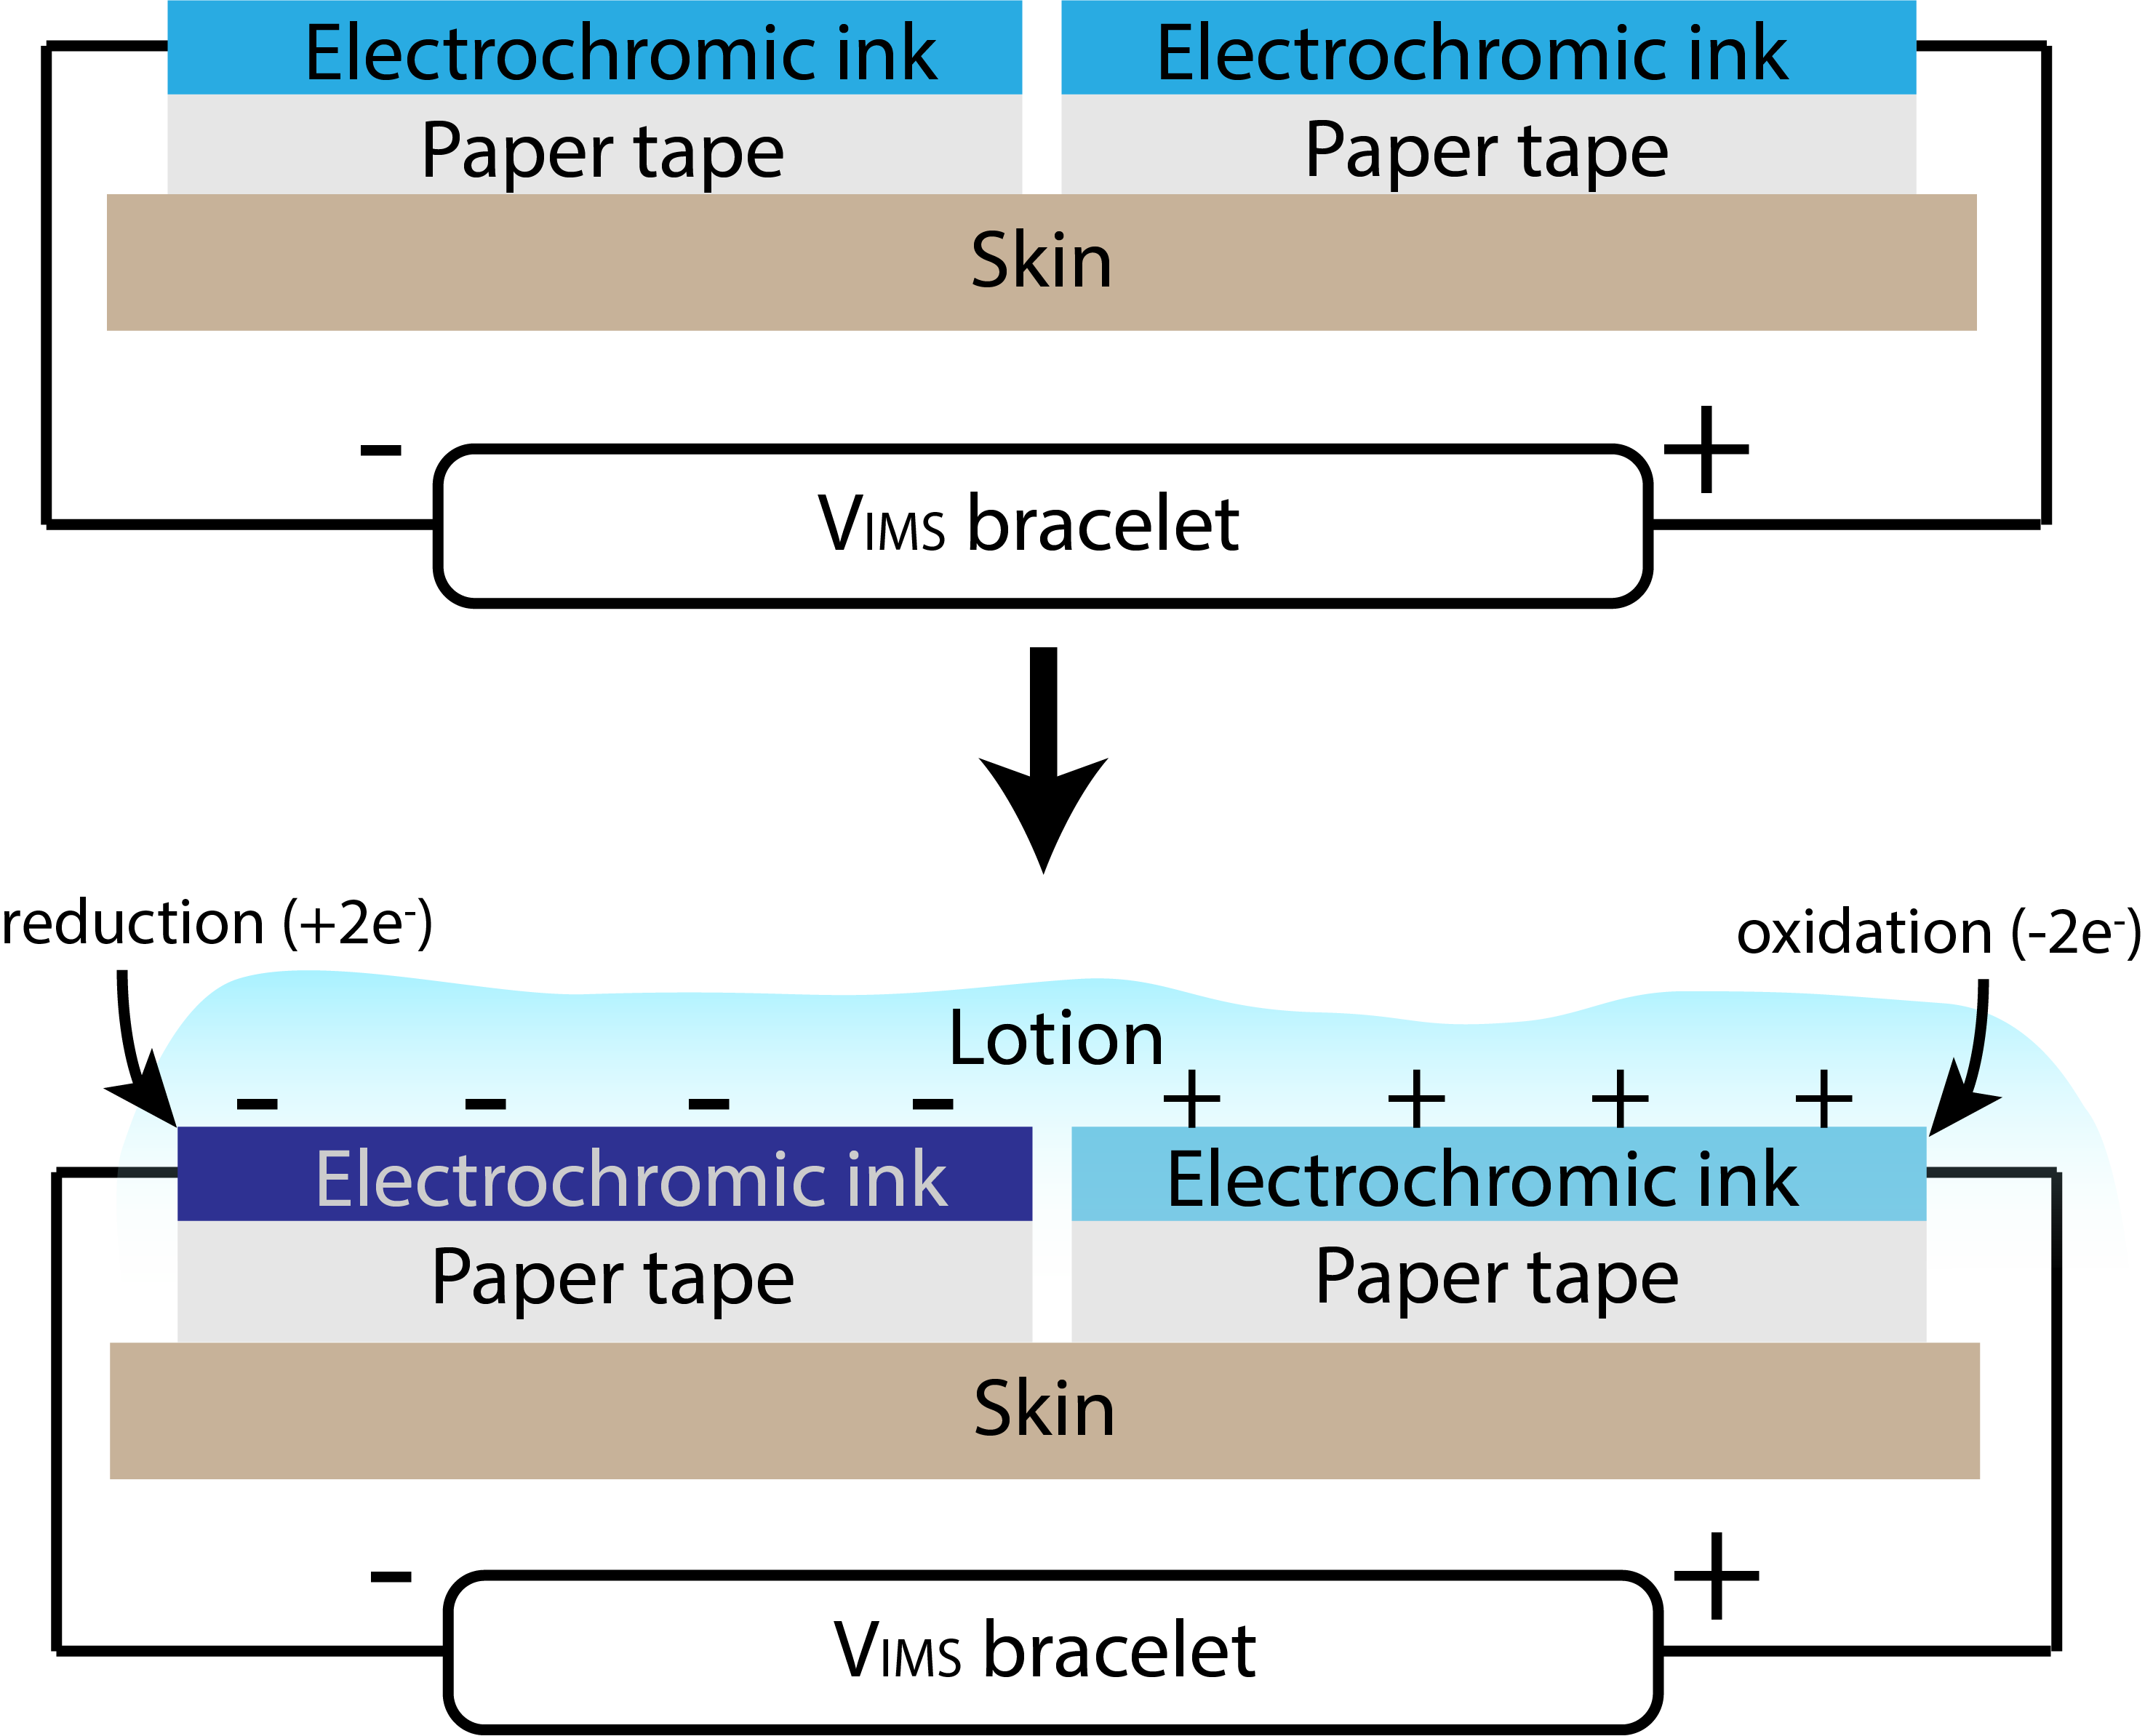 Electrochromic ink
Electrochromic ink
Paper tape
Paper tape
Skin
-
+
VIMS bracelet
reduction (+2e-)
oxidation (-2e-)
Lotion
- - - -
+ + + +
Electrochromic ink
Electrochromic ink
Paper tape
Paper tape
Skin
-
+
VIMS bracelet